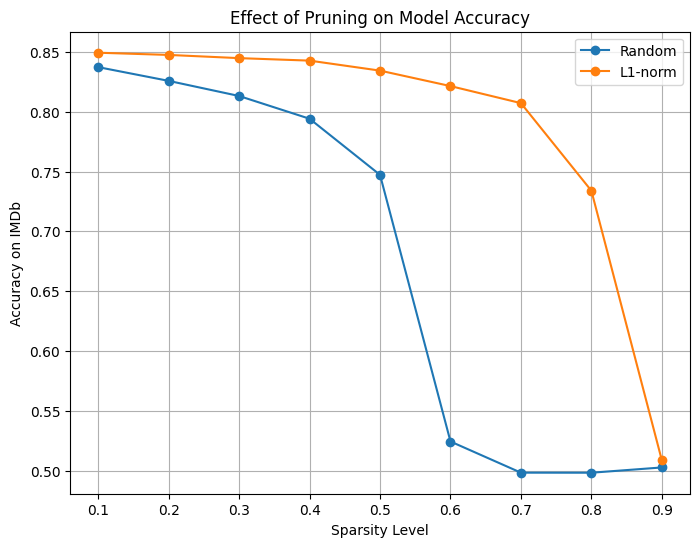 Effect of Pruning on Model Accuracy
Random
L1-norm
Accuracy on IMDb
0.85
0.80
0.75
0.70
0.65
0.60
0.55
0.50
0.1 0.2 0.3 0.4 0.5 0.6 0.7 0.8 0.9
Sparsity Level